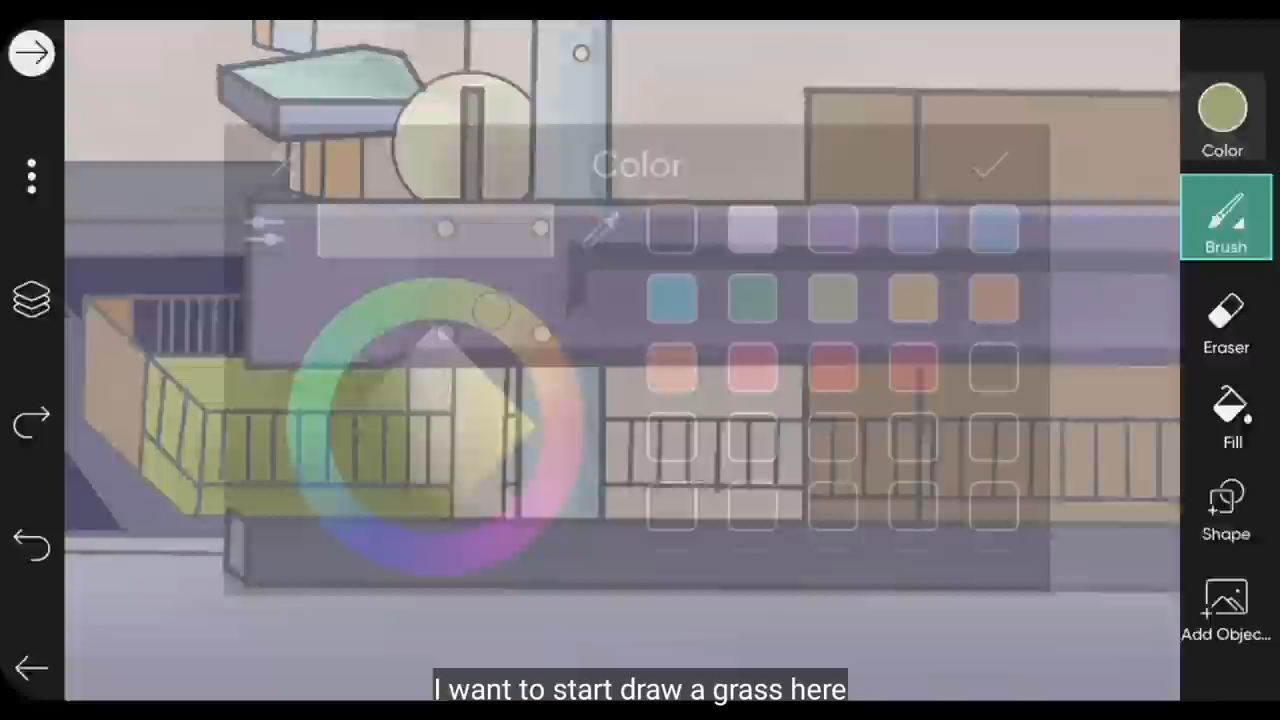 Color
Color
Brush
Eraser
Fill
Shape
Add Objec...
I want to start draw a grass here